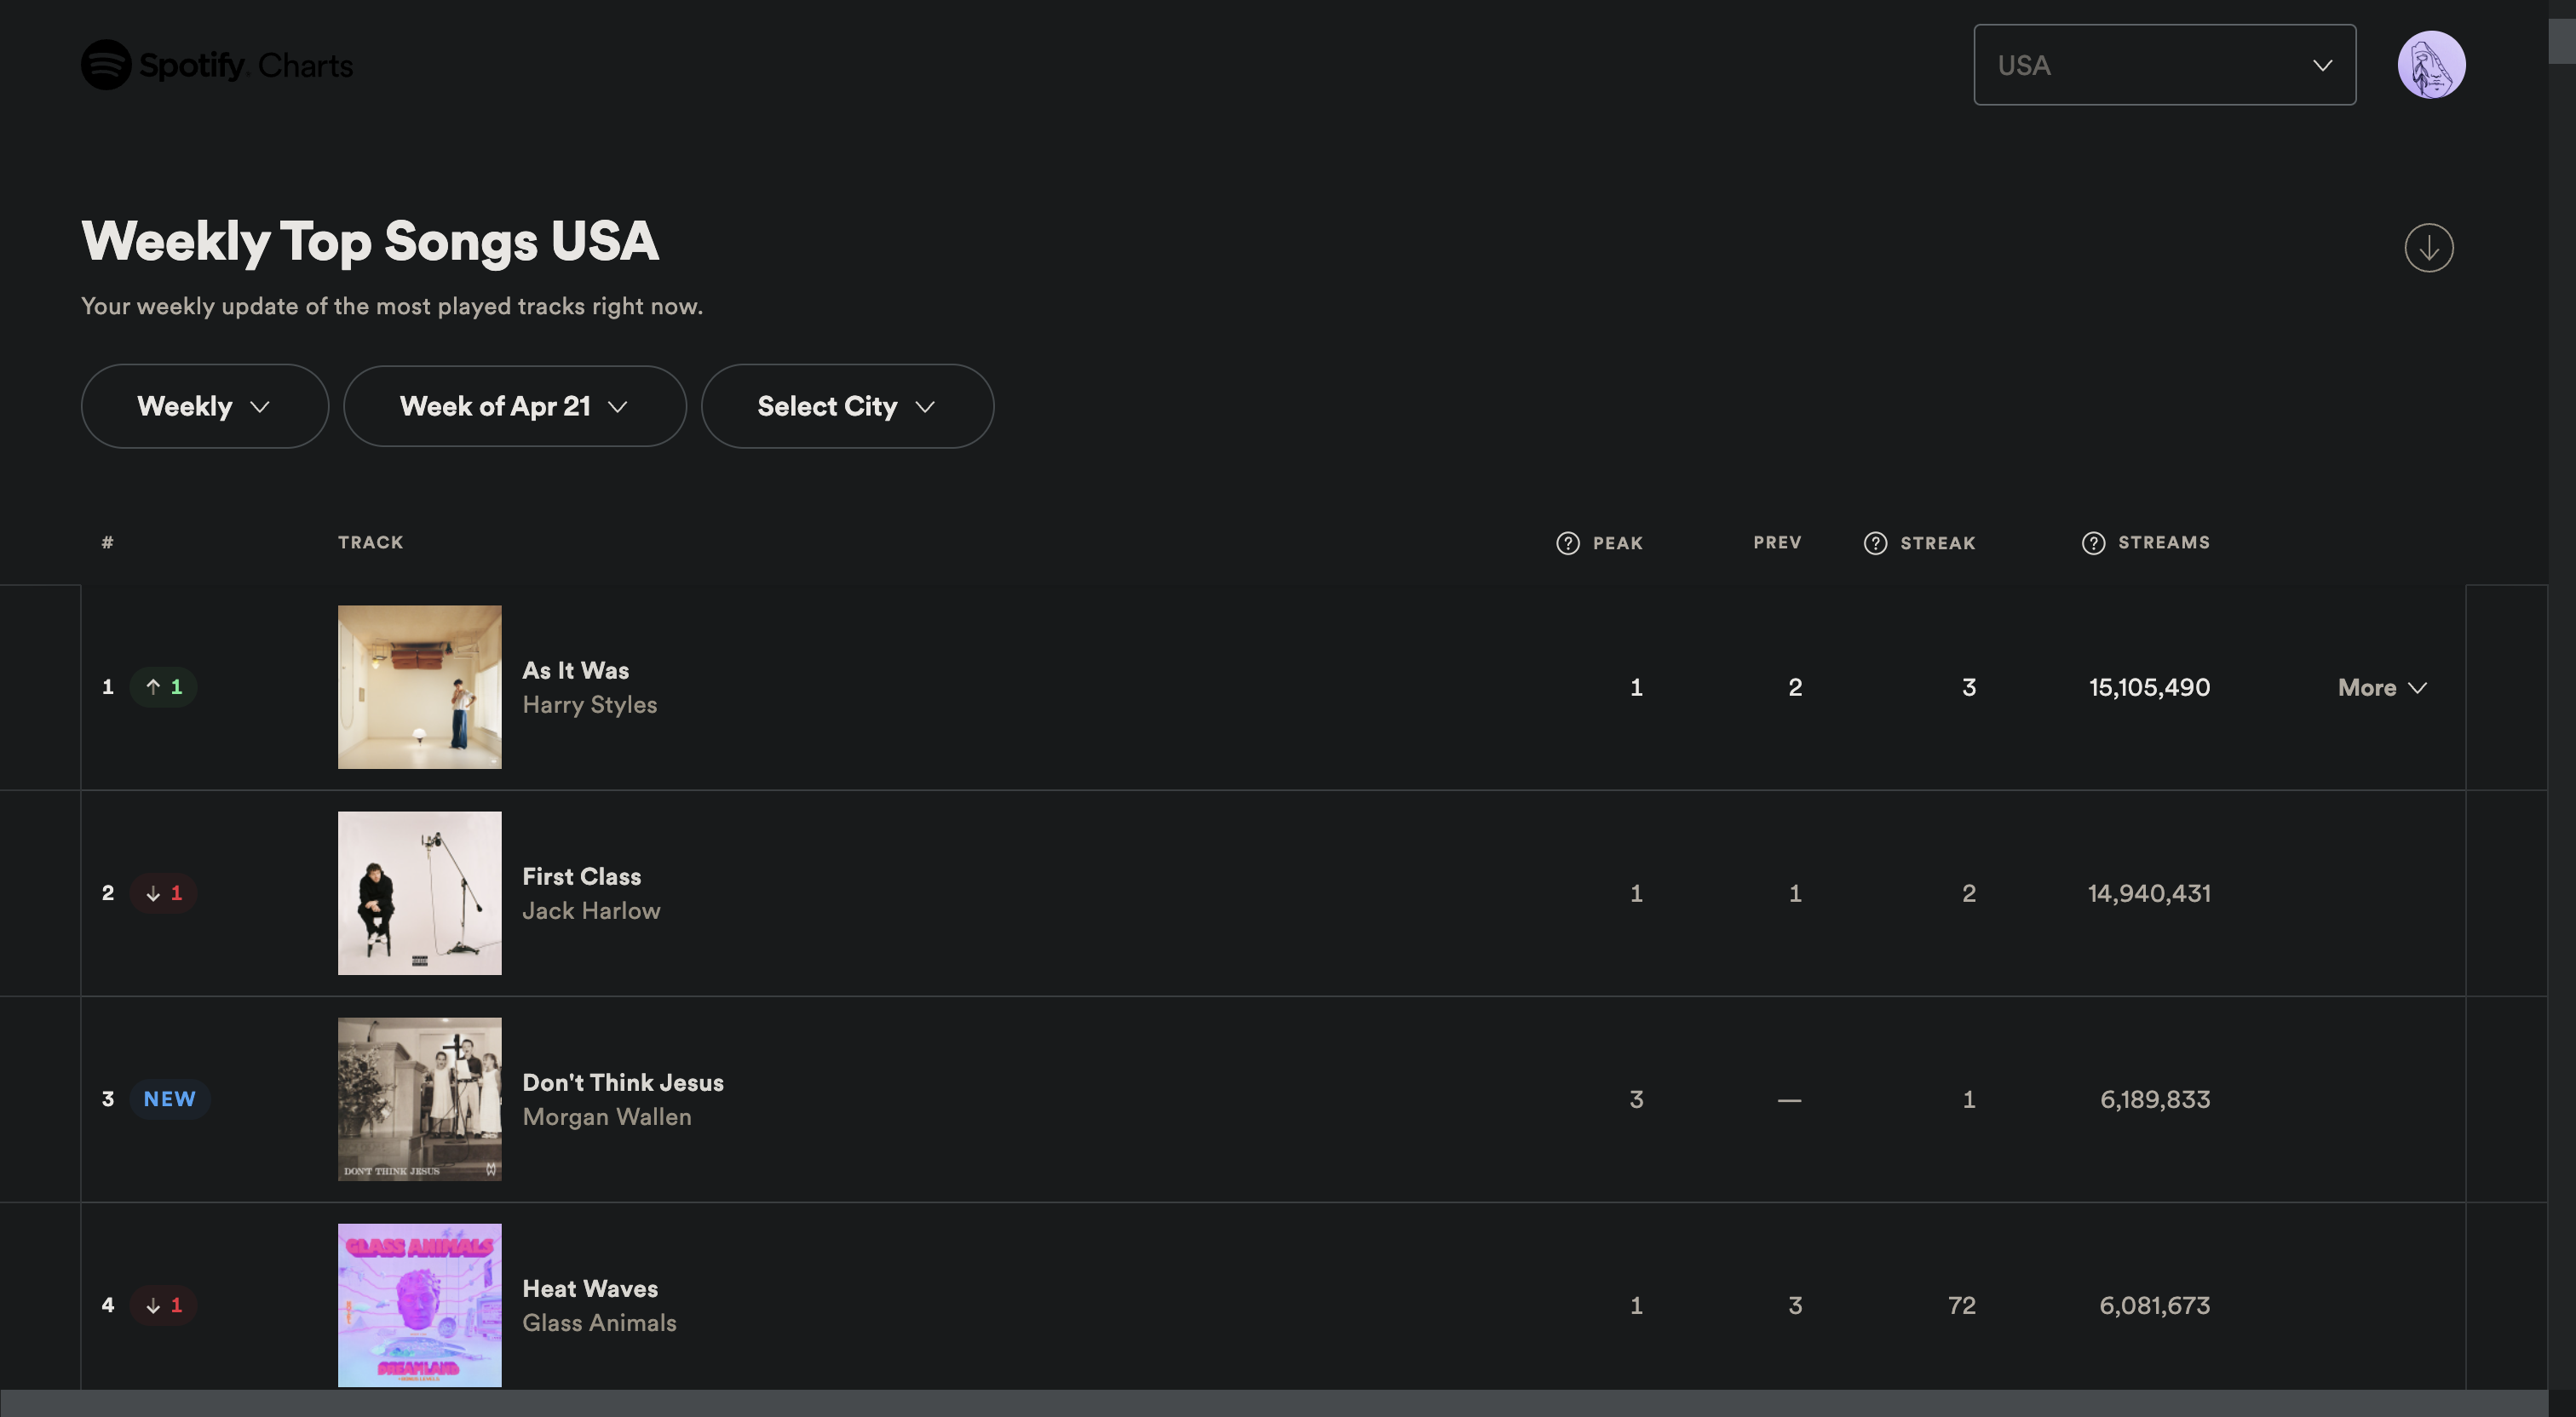 Spotify Charts
USA
Weekly Top Songs USA
Your weekly update of the most played tracks right now.
Weekly
Week of Apr 21
Select City
# TRACK ? PEAK PREV ? STREAK ? STREAMS
1 ↑ 1 As It Was 1 2 3 15,105,490 More
Harry Styles
2 ↓ 1 First Class 1 1 2 14,940,431
Jack Harlow
3 NEW Don't Think Jesus 3 — 1 6,189,833
Morgan Wallen
DON'T THINK JESUS
GLASS ANIMALS
4 ↓ 1 Heat Waves 1 3 72 6,081,673
Glass Animals
DREAMLAND